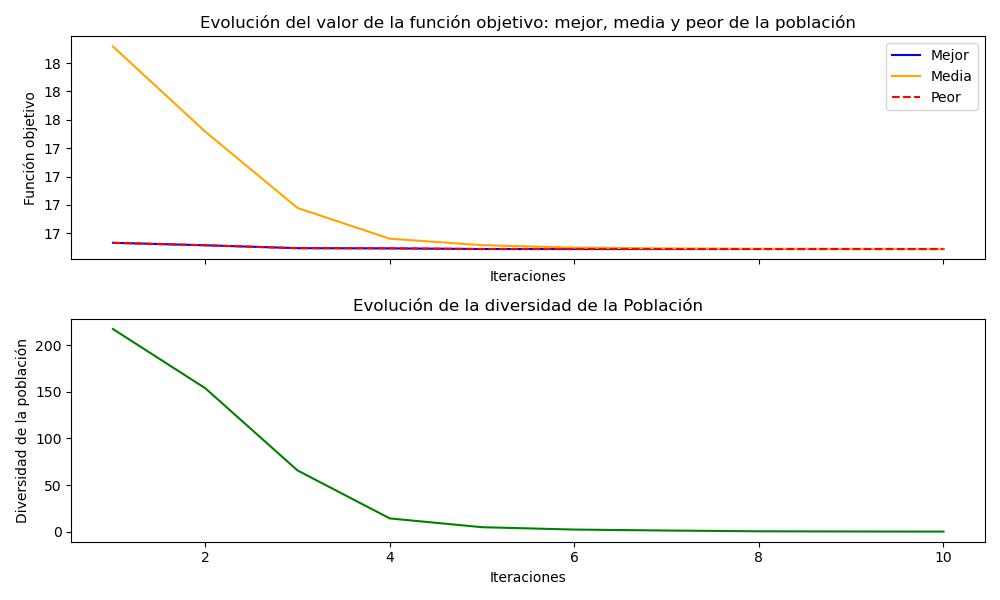 Evolución del valor de la función objetivo: mejor, media y peor de la población
Función objetivo
18
18
18
17
17
17
17
Mejor
Media
Peor
Iteraciones
Evolución de la diversidad de la Población
Diversidad de la población
200
150
100
50
0
2
4
6
8
10
Iteraciones